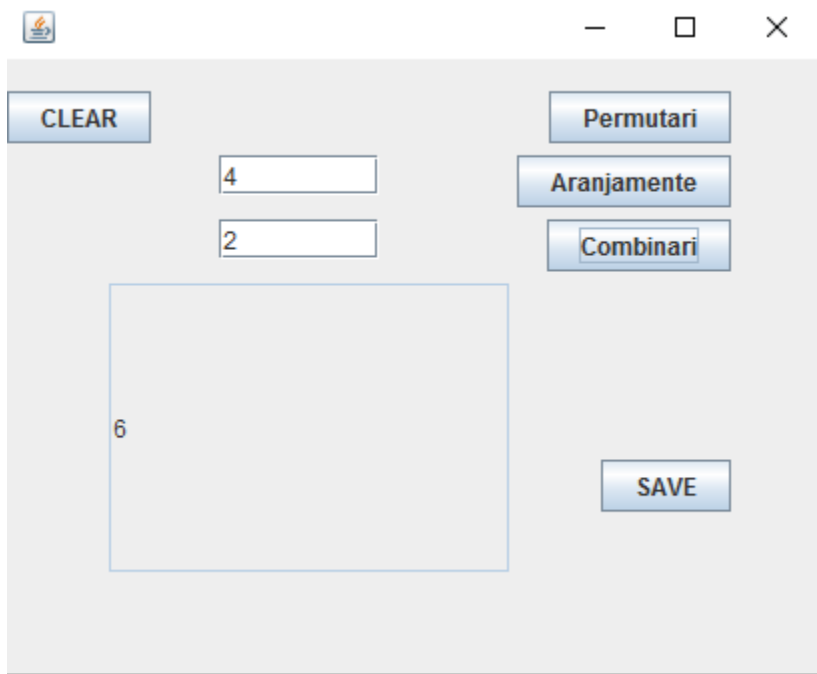 CLEAR
Permutari
4
Aranjamente
2
Combinari
6
SAVE